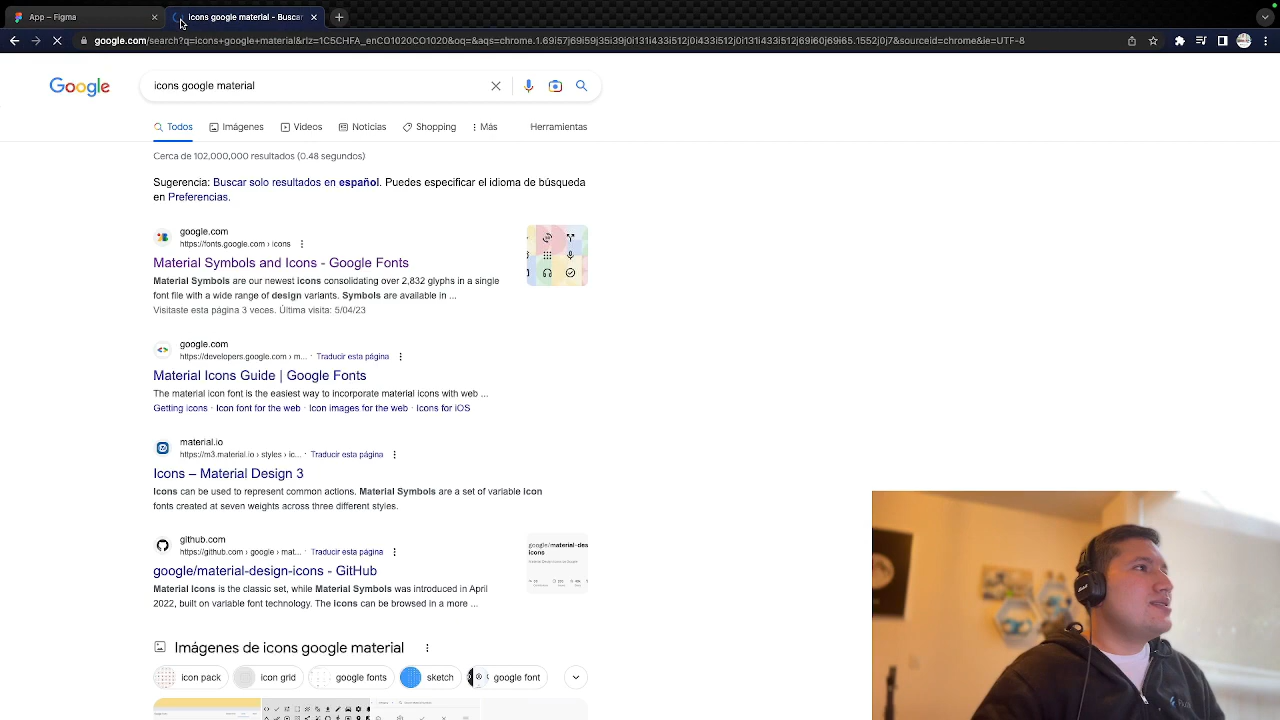 App – Figma
icons google material - Buscar
google.com/search?q=icons+google+material&rlz=1C5CHFA_enCO1020CO1020&oq=&aqs=chrome.1.69i57j69i59j35i39j0i131i433i512j0i433i512j0i131i433i512j69i60j69i65.1552j0j7&sourceid=chrome&ie=UTF-8
Google
icons google material
Todos
Imágenes
Videos
Noticias
Shopping
Más
Herramientas
Cerca de 102,000,000 resultados (0.48 segundos)
Sugerencia: Buscar solo resultados en español. Puedes especificar el idioma de búsqueda
en Preferencias.
google.com
https://fonts.google.com › icons
Material Symbols and Icons - Google Fonts
Material Symbols are our newest icons consolidating over 2,832 glyphs in a single
font file with a wide range of design variants. Symbols are available in ...
Visitaste esta página 3 veces. Última visita: 5/04/23
google.com
https://developers.google.com › m... · Traducir esta página
Material Icons Guide | Google Fonts
The material icon font is the easiest way to incorporate material icons with web ...
Getting icons · Icon font for the web · Icon images for the web · Icons for iOS
material.io
https://m3.material.io › styles › ic... · Traducir esta página
Icons – Material Design 3
Icons can be used to represent common actions. Material Symbols are a set of variable icon
fonts created at seven weights across three different styles.
github.com
https://github.com › google › mat... · Traducir esta página
google/material-design-icons - GitHub
google/material-des
icons
Material Icons is the classic set, while Material Symbols was introduced in April
2022, built on variable font technology. The icons can be browsed in a more ...
Imágenes de icons google material
icon pack
icon grid
google fonts
sketch
google font